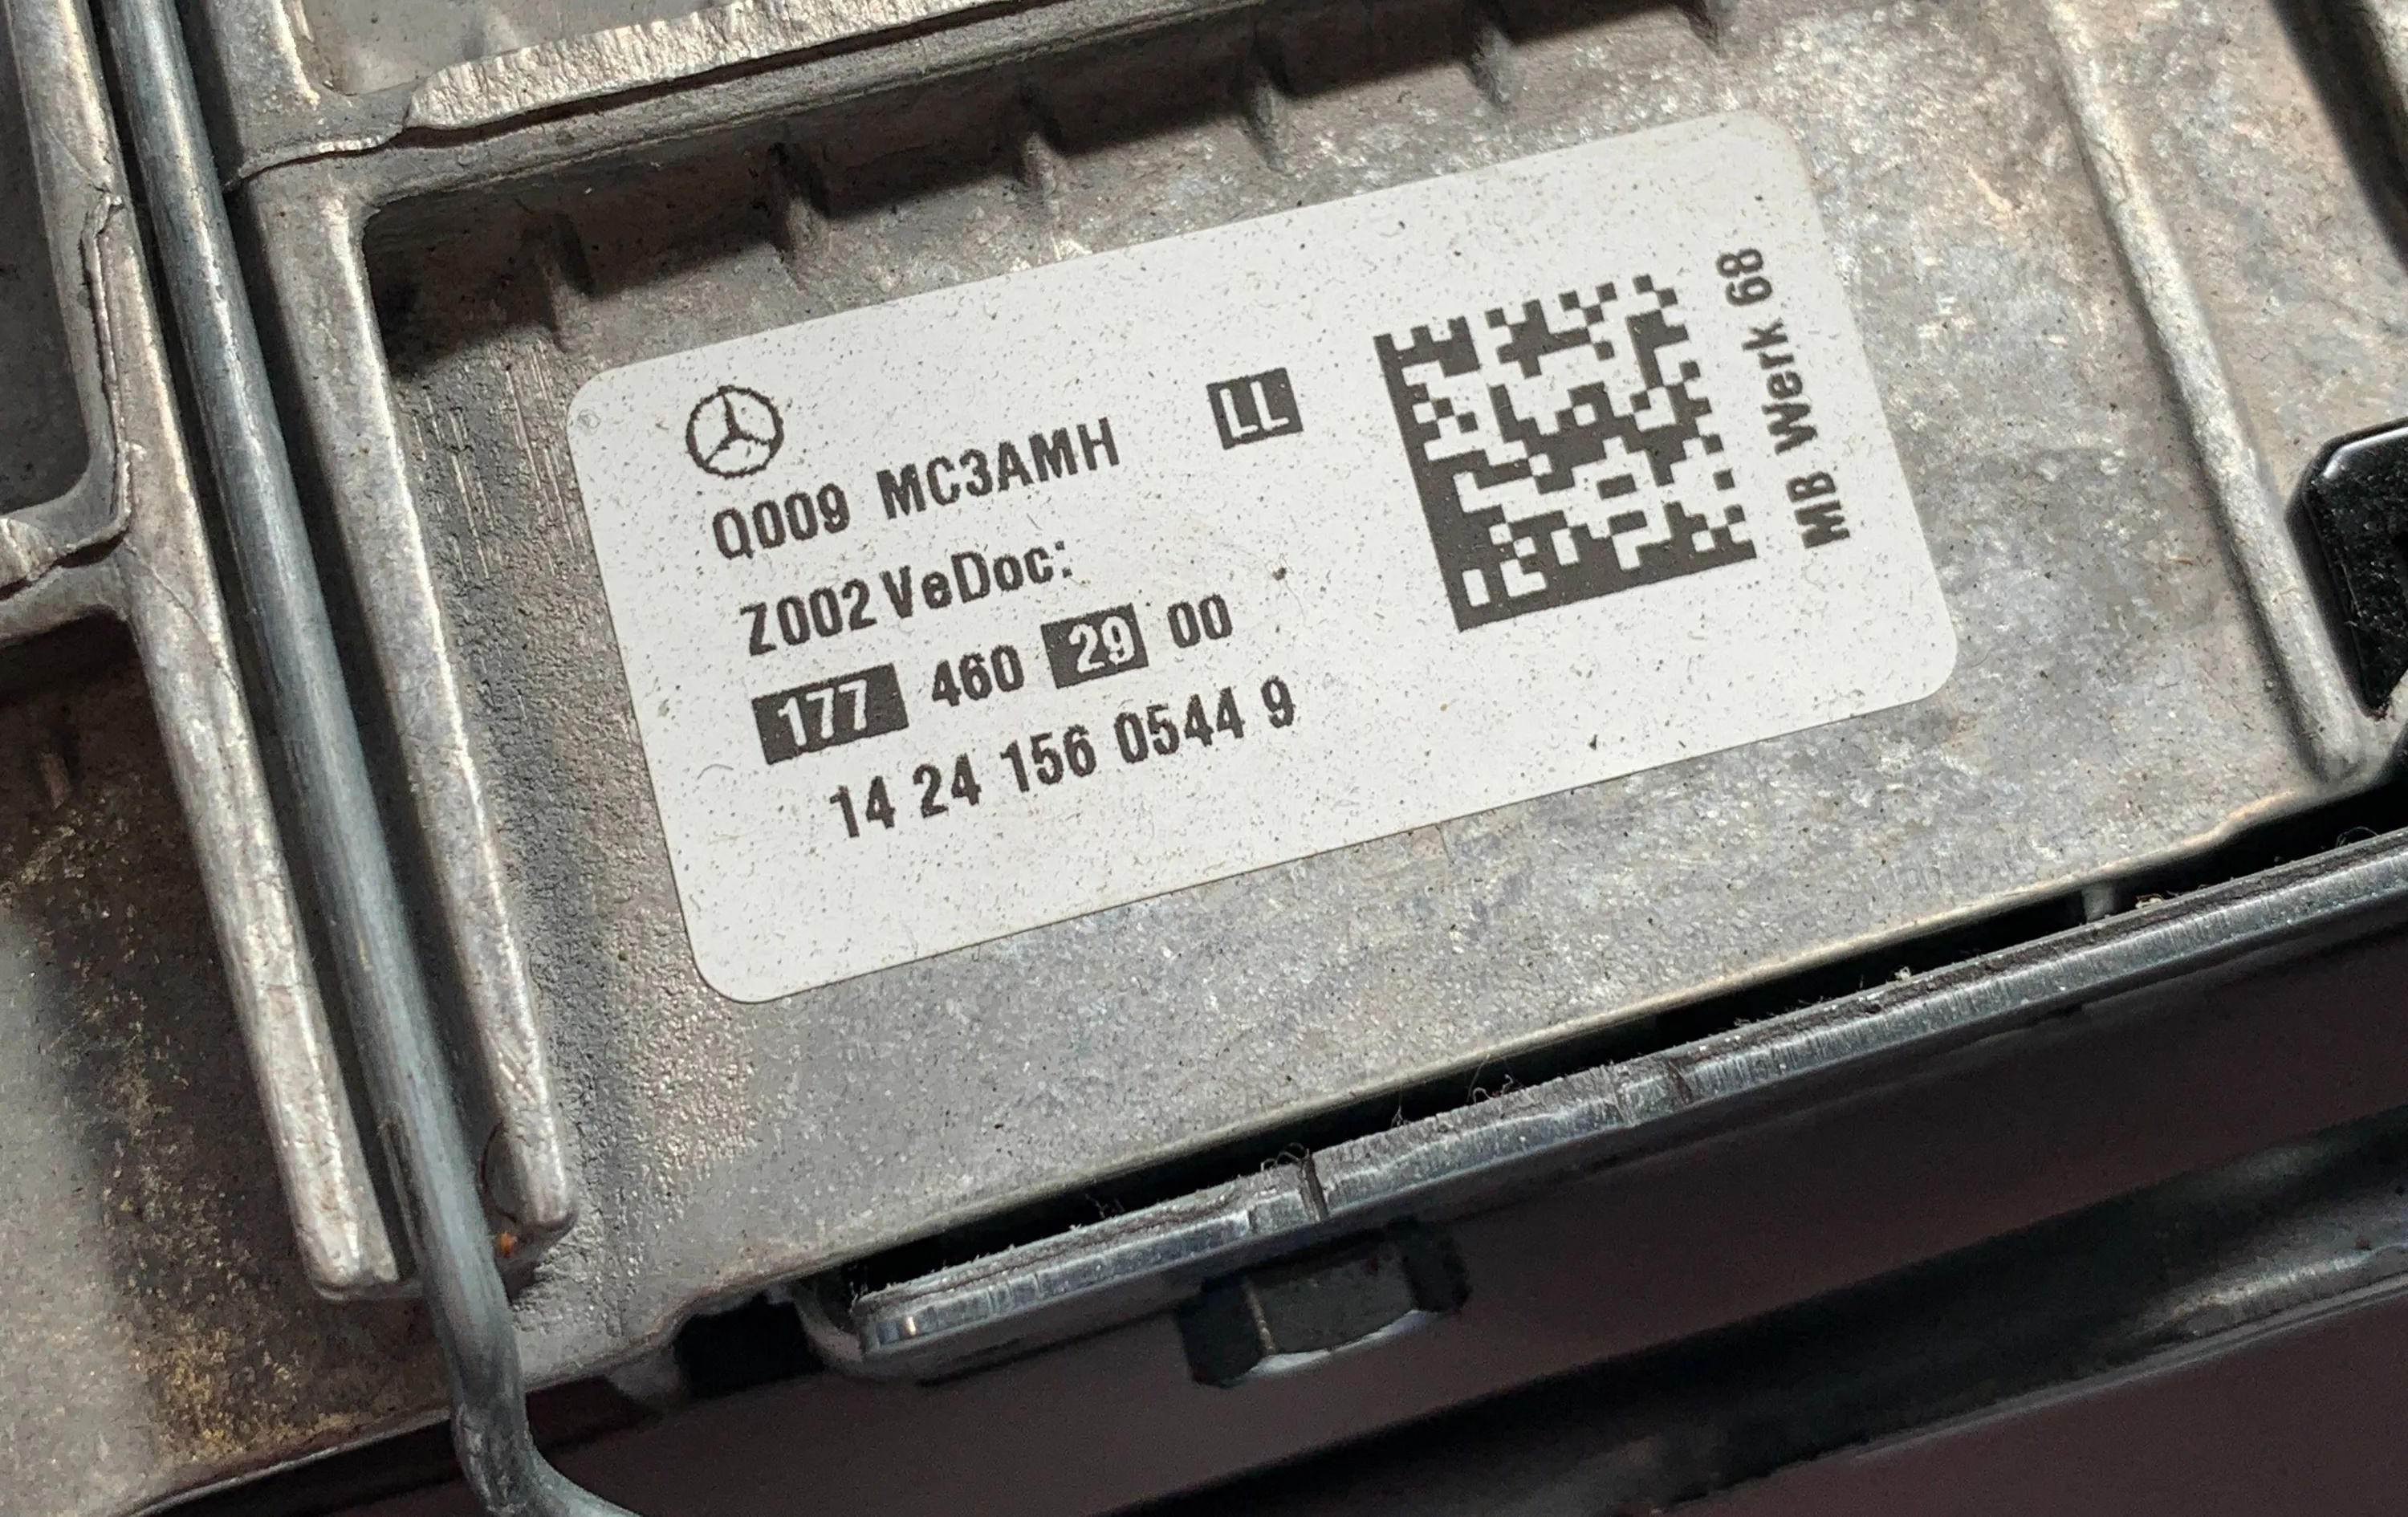 LL
Q009 MC3AMH
Z002 VeDoc:
177 460 29 00
14 24 156 0544 9
MB Werk 68